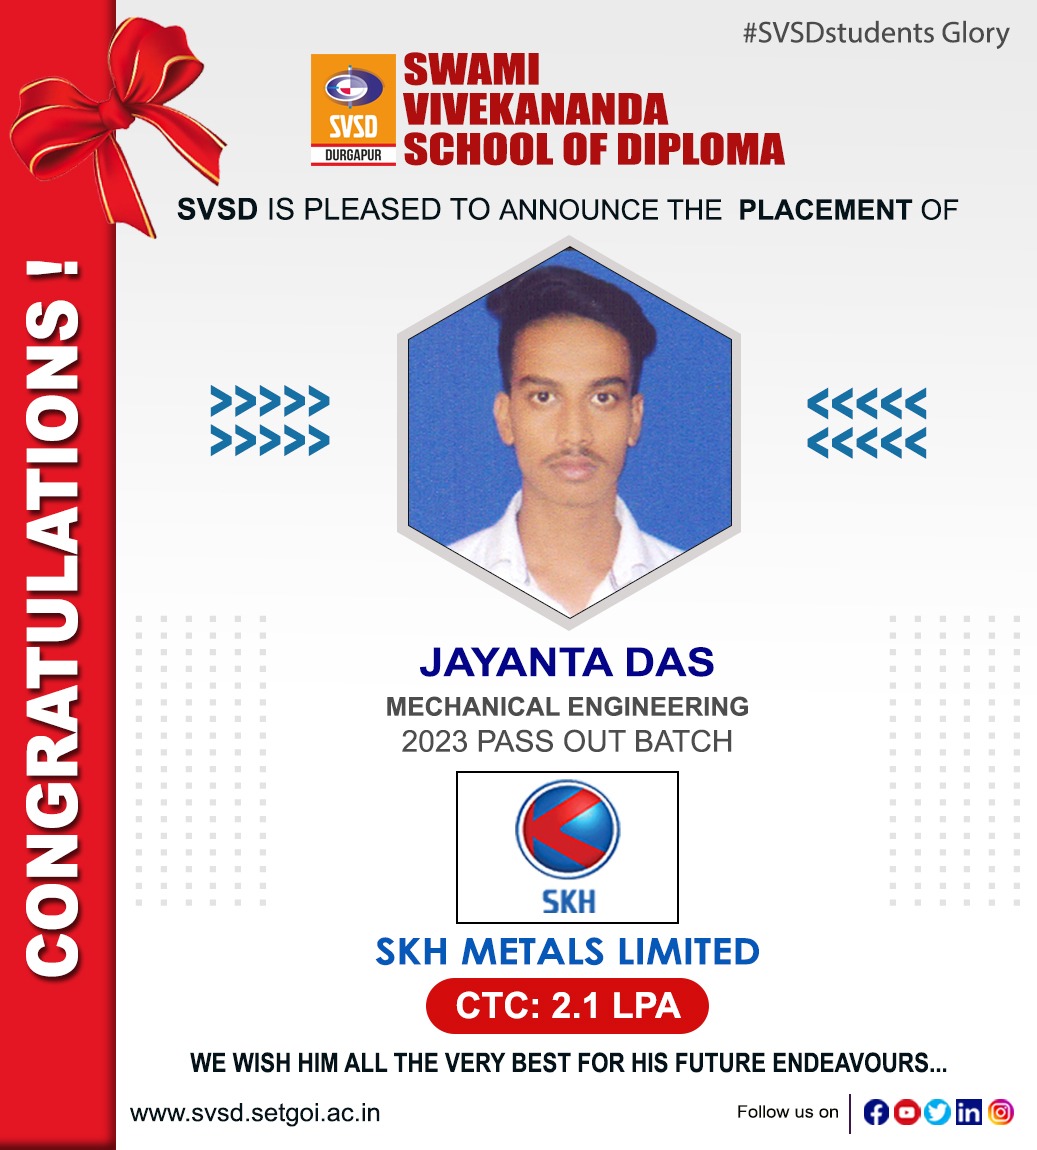 #SVSDstudents Glory
SVSD
DURGAPUR
SWAMI
VIVEKANANDA
SCHOOL OF DIPLOMA
SVSD IS PLEASED TO ANNOUNCE THE PLACEMENT OF
CONGRATULATIONS !
>>>>> <<<<<
>>>>> <<<<<
JAYANTA DAS
MECHANICAL ENGINEERING
2023 PASS OUT BATCH
SKH
SKH METALS LIMITED
CTC: 2.1 LPA
WE WISH HIM ALL THE VERY BEST FOR HIS FUTURE ENDEAVOURS...
www.svsd.setgoi.ac.in
Follow us on